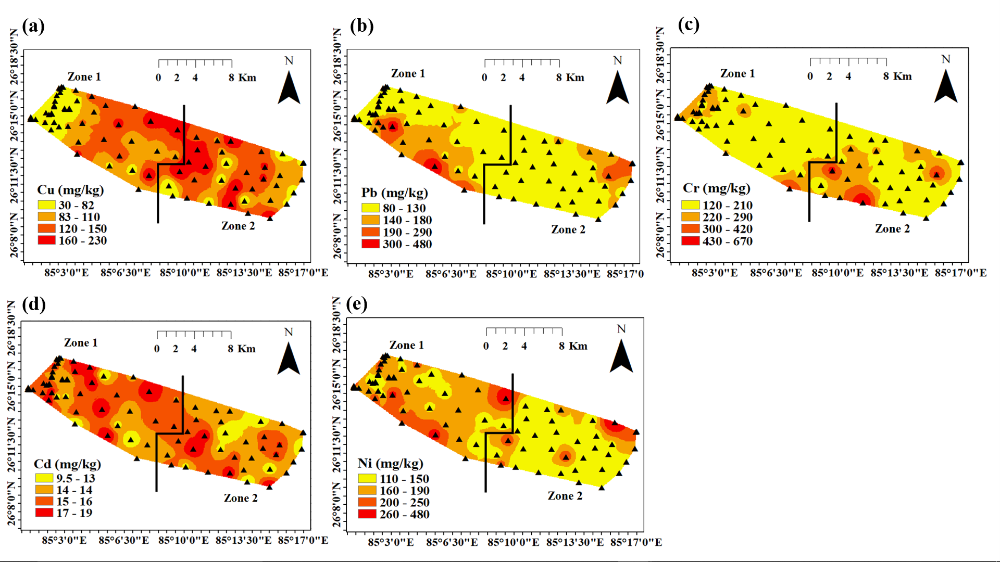 (a)
26°18'30"N
26°15'0"N
26°11'30"N
26°8'0"N
Zone 1
0 2 4 8 Km
N
Cu (mg/kg)
30 - 82
83 - 110
120 - 150
160 - 230
Zone 2
85°3'0"E 85°6'30"E 85°10'0"E 85°13'30"E 85°17'0"E
(b)
26°18'30"N
26°15'0"N
26°11'30"N
26°8'0"N
Zone 1
0 2 4 8 Km
N
Pb (mg/kg)
80 - 130
140 - 180
190 - 290
300 - 480
Zone 2
85°3'0"E 85°6'30"E 85°10'0"E 85°13'30"E 85°17'0
(c)
26°18'30"N
26°15'0"N
26°11'30"N
26°8'0"N
Zone 1
0 2 4 8 Km
N
Cr (mg/kg)
120 - 210
220 - 290
300 - 420
430 - 670
Zone 2
85°3'0"E 85°6'30"E 85°10'0"E 85°13'30"E 85°17'0"E
(d)
26°18'30"N
26°15'0"N
26°11'30"N
26°8'0"N
Zone 1
0 2 4 8 Km
N
Cd (mg/kg)
9.5 - 13
14 - 14
15 - 16
17 - 19
Zone 2
85°3'0"E 85°6'30"E 85°10'0"E 85°13'30"E 85°17'0"E
(e)
26°18'30"N
26°15'0"N
26°11'30"N
26°8'0"N
Zone 1
0 2 4 8 Km
N
Ni (mg/kg)
110 - 150
160 - 190
200 - 250
260 - 480
Zone 2
85°3'0"E 85°6'30"E 85°10'0"E 85°13'30"E 85°17'0"E